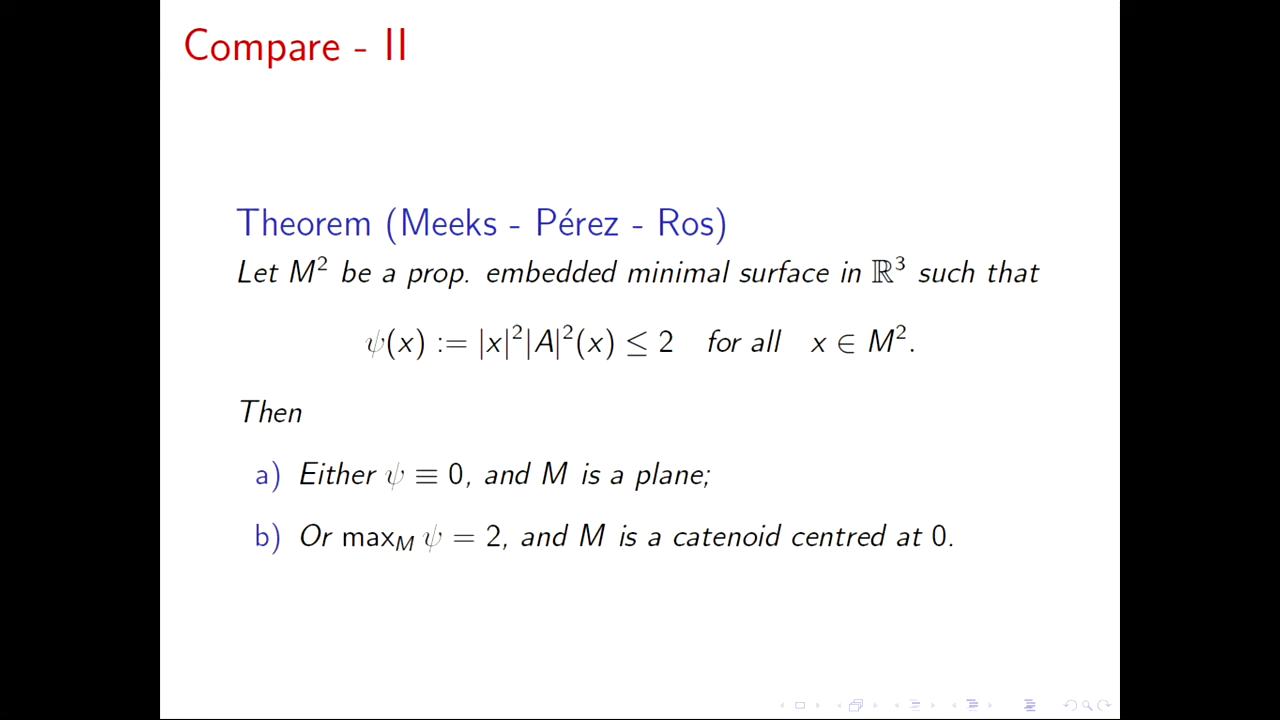 Compare - II
Theorem (Meeks - Pérez - Ros)
Let M² be a prop. embedded minimal surface in ℝ³ such that
ψ(x) := |x|²|A|²(x) ≤ 2 for all x ∈ M².
Then
a) Either ψ ≡ 0, and M is a plane;
b) Or max_M ψ = 2, and M is a catenoid centred at 0.